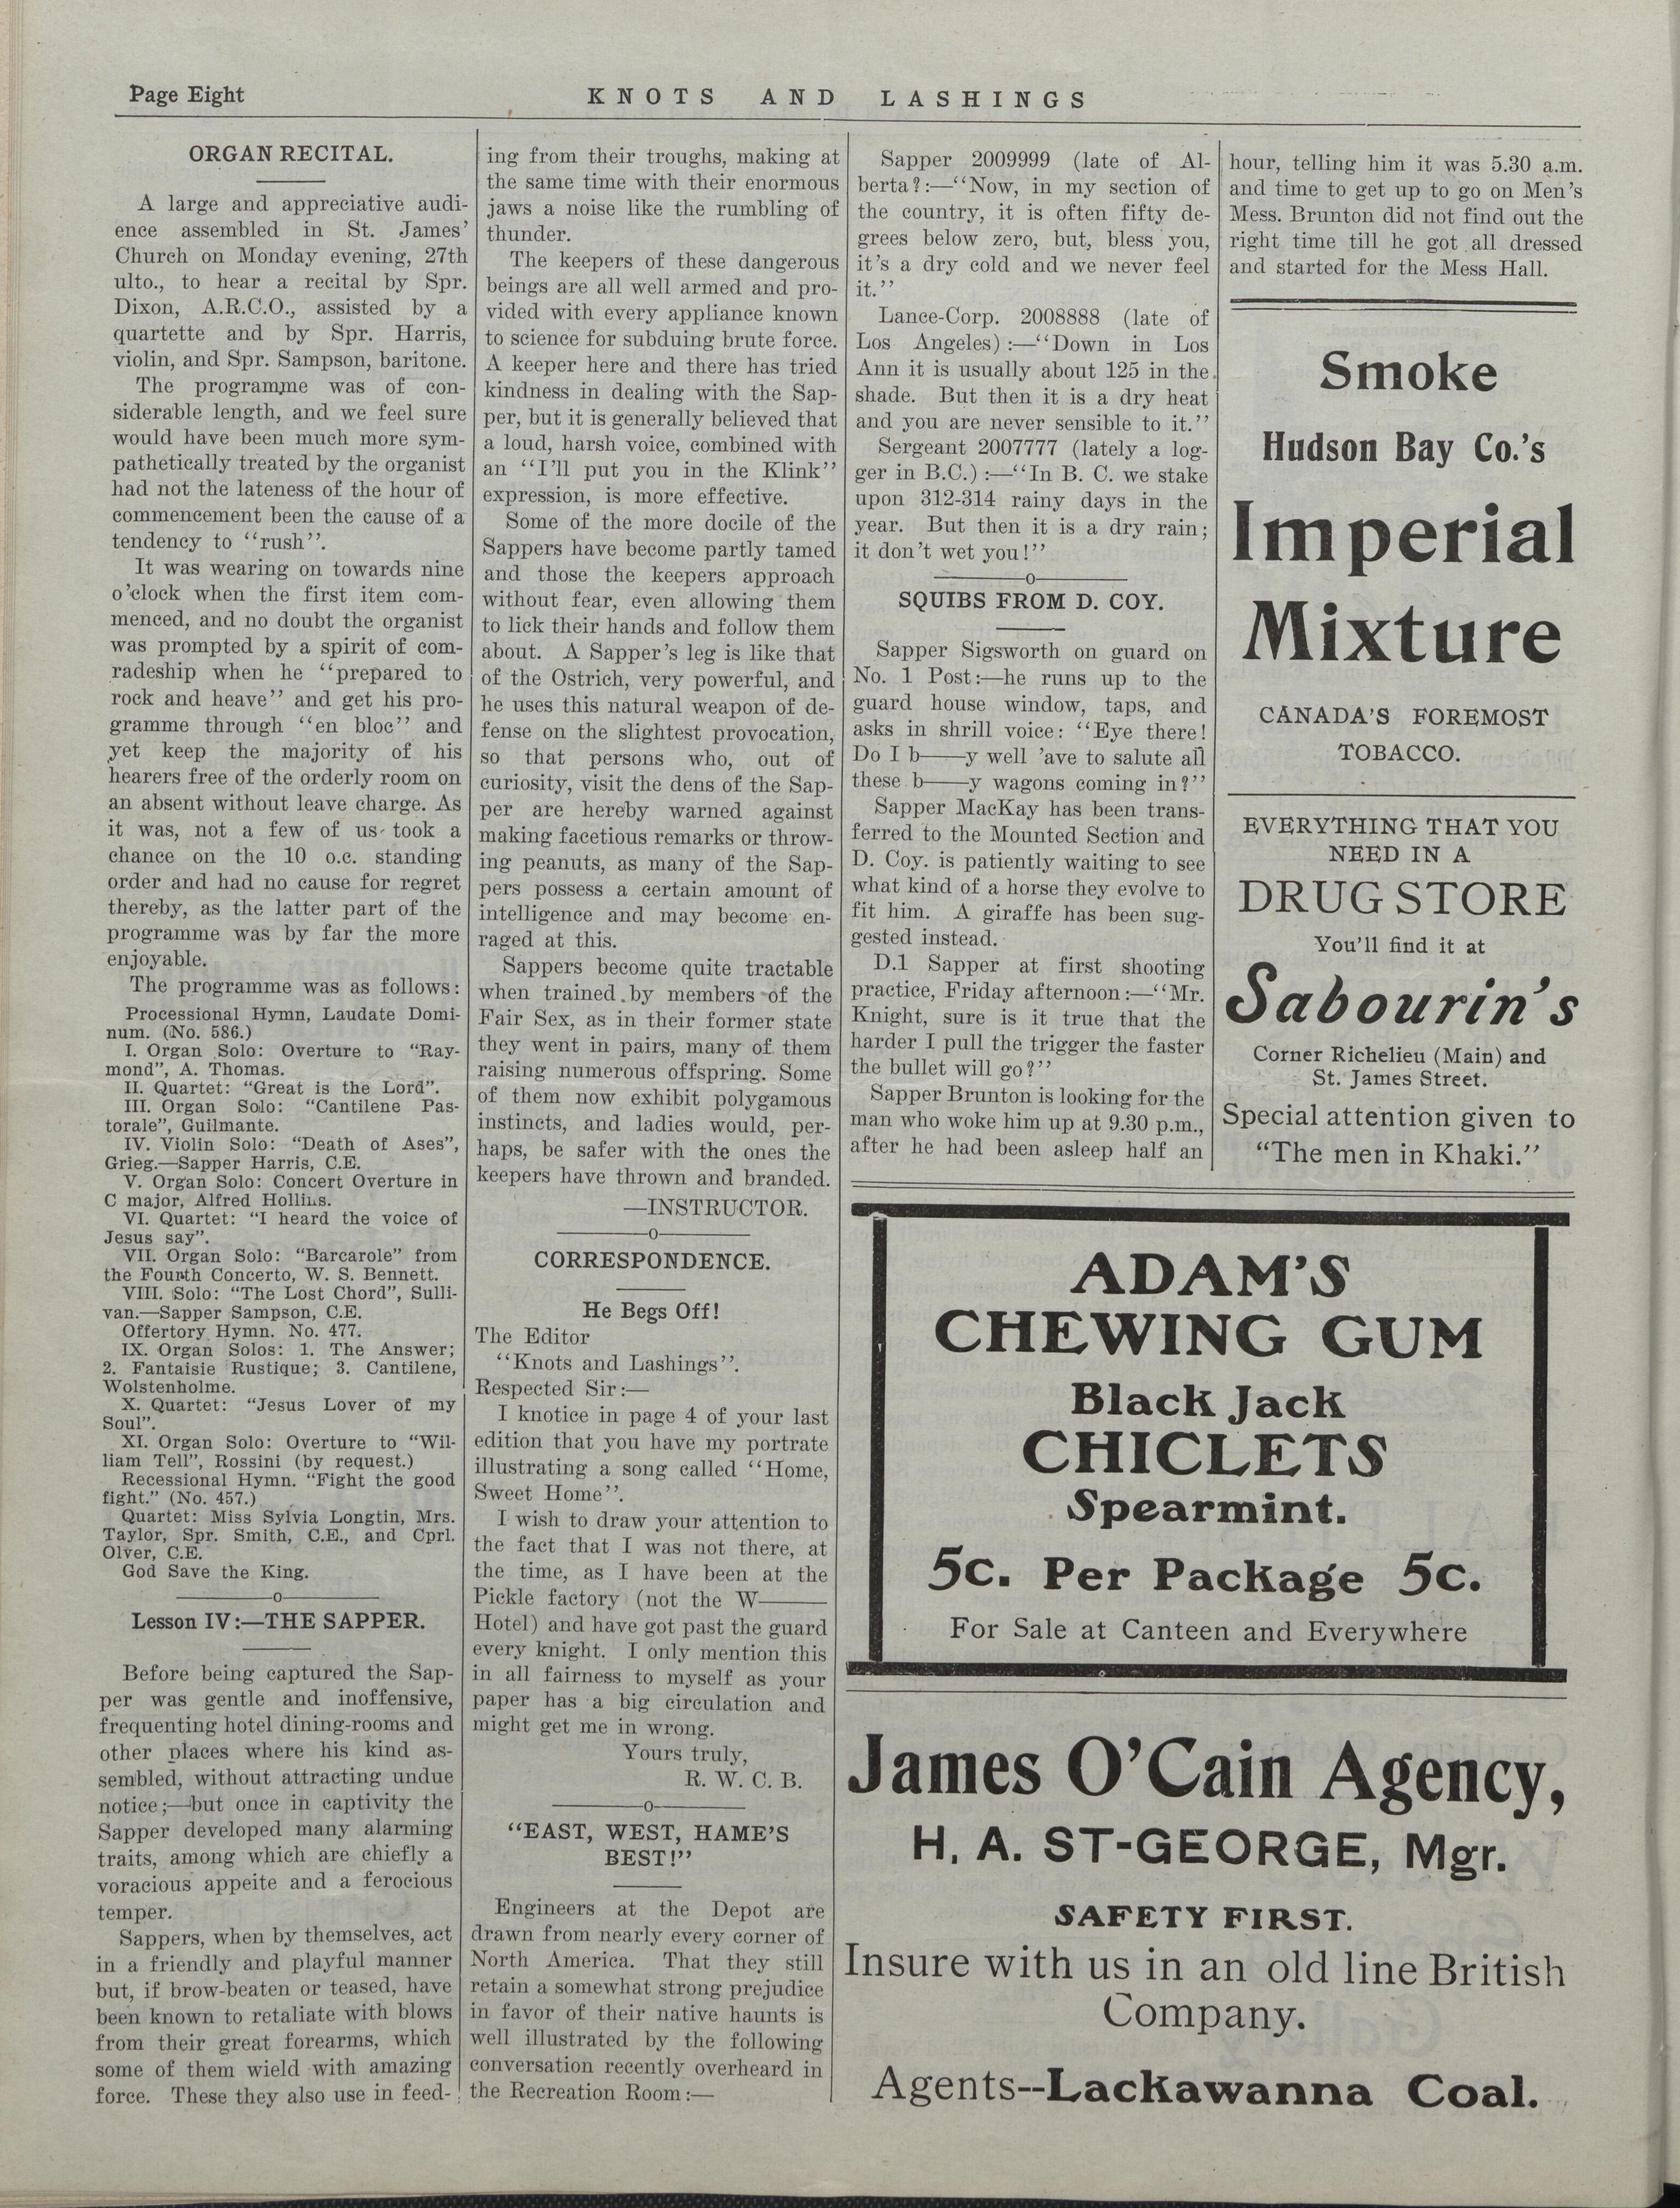 Page Eight
KNOTS AND LASHINGS
ORGAN RECITAL.
A large and appreciative audi-
ence assembled in St. James'
Church on Monday evening, 27th
ulto., to hear a recital by Spr.
Dixon, A.R.C.O., assisted by a
quartette and by Spr. Harris,
violin, and Spr. Sampson, baritone.
The programme was of con-
siderable length, and we feel sure
would have been much more sym-
pathetically treated by the organist
had not the lateness of the hour of
commencement been the cause of a
tendency to "rush".
It was wearing on towards nine
o'clock when the first item com-
menced, and no doubt the organist
was prompted by a spirit of com-
radeship when he "prepared to
rock and heave" and get his pro-
gramme through "en bloc" and
yet keep the majority of his
hearers free of the orderly room on
an absent without leave charge. As
it was, not a few of us took a
chance on the 10 o.c. standing
order and had no cause for regret
thereby, as the latter part of the
programme was by far the more
enjoyable.
The programme was as follows:
Processional Hymn, Laudate Domi-
num. (No. 586.)
I. Organ Solo: Overture to "Ray-
mond", A. Thomas.
II. Quartet: "Great is the Lord".
III. Organ Solo: "Cantilene Pas-
torale", Guilmante.
IV. Violin Solo: "Death of Ases",
Grieg.—Sapper Harris, C.E.
V. Organ Solo: Concert Overture in
C major, Alfred Hollins.
VI. Quartet: "I heard the voice of
Jesus say".
VII. Organ Solo: "Barcarole" from
the Fourth Concerto, W. S. Bennett.
VIII. Solo: "The Lost Chord", Sulli-
van.—Sapper Sampson, C.E.
Offertory Hymn. No. 477.
IX. Organ Solos: 1. The Answer;
2. Fantaisie Rustique; 3. Cantilene,
Wolstenholme.
X. Quartet: "Jesus Lover of my
Soul".
XI. Organ Solo: Overture to "Wil-
liam Tell", Rossini (by request.)
Recessional Hymn. "Fight the good
fight." (No. 457.)
Quartet: Miss Sylvia Longtin, Mrs.
Taylor, Spr. Smith, C.E., and Cprl.
Olver, C.E.
God Save the King.
———o———
Lesson IV:—THE SAPPER.
Before being captured the Sap-
per was gentle and inoffensive,
frequenting hotel dining-rooms and
other places where his kind as-
sembled, without attracting undue
notice;—but once in captivity the
Sapper developed many alarming
traits, among which are chiefly a
voracious appeite and a ferocious
temper.
Sappers, when by themselves, act
in a friendly and playful manner
but, if brow-beaten or teased, have
been known to retaliate with blows
from their great forearms, which
some of them wield with amazing
force. These they also use in feed-
ing from their troughs, making at
the same time with their enormous
jaws a noise like the rumbling of
thunder.
The keepers of these dangerous
beings are all well armed and pro-
vided with every appliance known
to science for subduing brute force.
A keeper here and there has tried
kindness in dealing with the Sap-
per, but it is generally believed that
a loud, harsh voice, combined with
an "I'll put you in the Klink"
expression, is more effective.
Some of the more docile of the
Sappers have become partly tamed
and those the keepers approach
without fear, even allowing them
to lick their hands and follow them
about. A Sapper's leg is like that
of the Ostrich, very powerful, and
he uses this natural weapon of de-
fense on the slightest provocation,
so that persons who, out of
curiosity, visit the dens of the Sap-
per are hereby warned against
making facetious remarks or throw-
ing peanuts, as many of the Sap-
pers possess a certain amount of
intelligence and may become en-
raged at this.
Sappers become quite tractable
when trained by members of the
Fair Sex, as in their former state
they went in pairs, many of them
raising numerous offspring. Some
of them now exhibit polygamous
instincts, and ladies would, per-
haps, be safer with the ones the
keepers have thrown and branded.
—INSTRUCTOR.
———o———
CORRESPONDENCE.
He Begs Off!
The Editor
"Knots and Lashings".
Respected Sir:—
I knotice in page 4 of your last
edition that you have my portrate
illustrating a song called "Home,
Sweet Home".
I wish to draw your attention to
the fact that I was not there, at
the time, as I have been at the
Pickle factory (not the W———
Hotel) and have got past the guard
every knight. I only mention this
in all fairness to myself as your
paper has a big circulation and
might get me in wrong.
Yours truly,
R. W. C. B.
———o———
"EAST, WEST, HAME'S
BEST!"
Engineers at the Depot are
drawn from nearly every corner of
North America. That they still
retain a somewhat strong prejudice
in favor of their native haunts is
well illustrated by the following
conversation recently overheard in
the Recreation Room:—
Sapper 2009999 (late of Al-
berta?:—"Now, in my section of
the country, it is often fifty de-
grees below zero, but, bless you,
it's a dry cold and we never feel
it."
Lance-Corp. 2008888 (late of
Los Angeles):—"Down in Los
Ann it is usually about 125 in the
shade. But then it is a dry heat
and you are never sensible to it."
Sergeant 2007777 (lately a log-
ger in B.C.):—"In B. C. we stake
upon 312-314 rainy days in the
year. But then it is a dry rain;
it don't wet you!"
———o———
SQUIBS FROM D. COY.
Sapper Sigsworth on guard on
No. 1 Post:—he runs up to the
guard house window, taps, and
asks in shrill voice: "Eye there!
Do I b——y well 'ave to salute all
these b——y wagons coming in?"
Sapper MacKay has been trans-
ferred to the Mounted Section and
D. Coy. is patiently waiting to see
what kind of a horse they evolve to
fit him. A giraffe has been sug-
gested instead.
D.1 Sapper at first shooting
practice, Friday afternoon:—"Mr.
Knight, sure is it true that the
harder I pull the trigger the faster
the bullet will go?"
Sapper Brunton is looking for the
man who woke him up at 9.30 p.m.,
after he had been asleep half an
hour, telling him it was 5.30 a.m.
and time to get up to go on Men's
Mess. Brunton did not find out the
right time till he got all dressed
and started for the Mess Hall.
Smoke
Hudson Bay Co.'s
Imperial
Mixture
CANADA'S FOREMOST
TOBACCO.
EVERYTHING THAT YOU
NEED IN A
DRUG STORE
You'll find it at
Sabourin's
Corner Richelieu (Main) and
St. James Street.
Special attention given to
"The men in Khaki."
ADAM'S
CHEWING GUM
Black Jack
CHICLETS
Spearmint.
5c. Per Package 5c.
For Sale at Canteen and Everywhere
James O'Cain Agency,
H. A. ST-GEORGE, Mgr.
SAFETY FIRST.
Insure with us in an old line British
Company.
Agents--Lackawanna Coal.